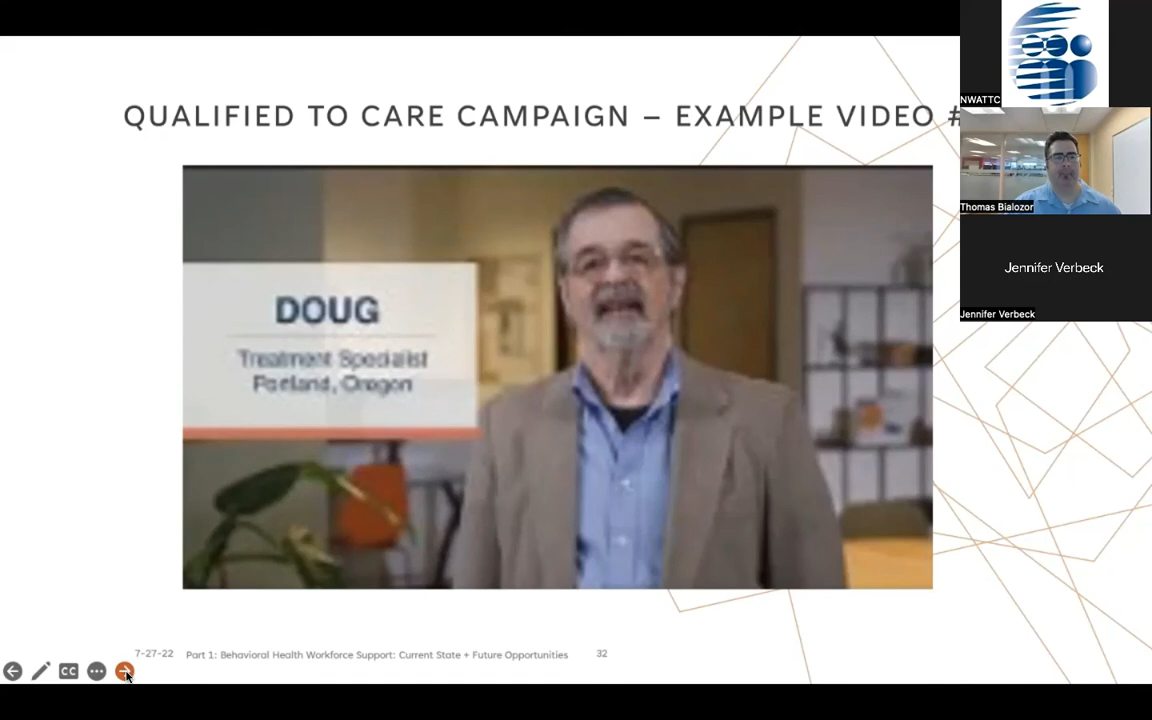 QUALIFIED TO CARE CAMPAIGN – EXAMPLE VIDEO #
DOUG
Treatment Specialist
Portland, Oregon
NWATTC
Thomas Bialozor
Jennifer Verbeck
Jennifer Verbeck
CC
7-27-22 Part 1: Behavioral Health Workforce Support: Current State + Future Opportunities 32